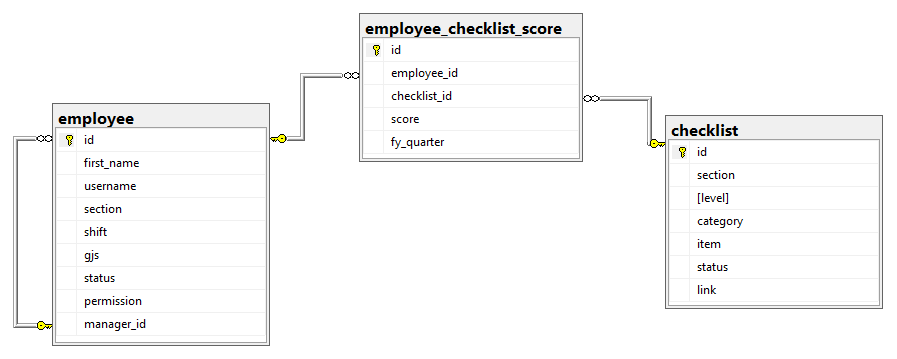 employee_checklist_score
id
employee_id
checklist_id
score
fy_quarter
employee
id
first_name
username
section
shift
gjs
status
permission
manager_id
checklist
id
section
[level]
category
item
status
link